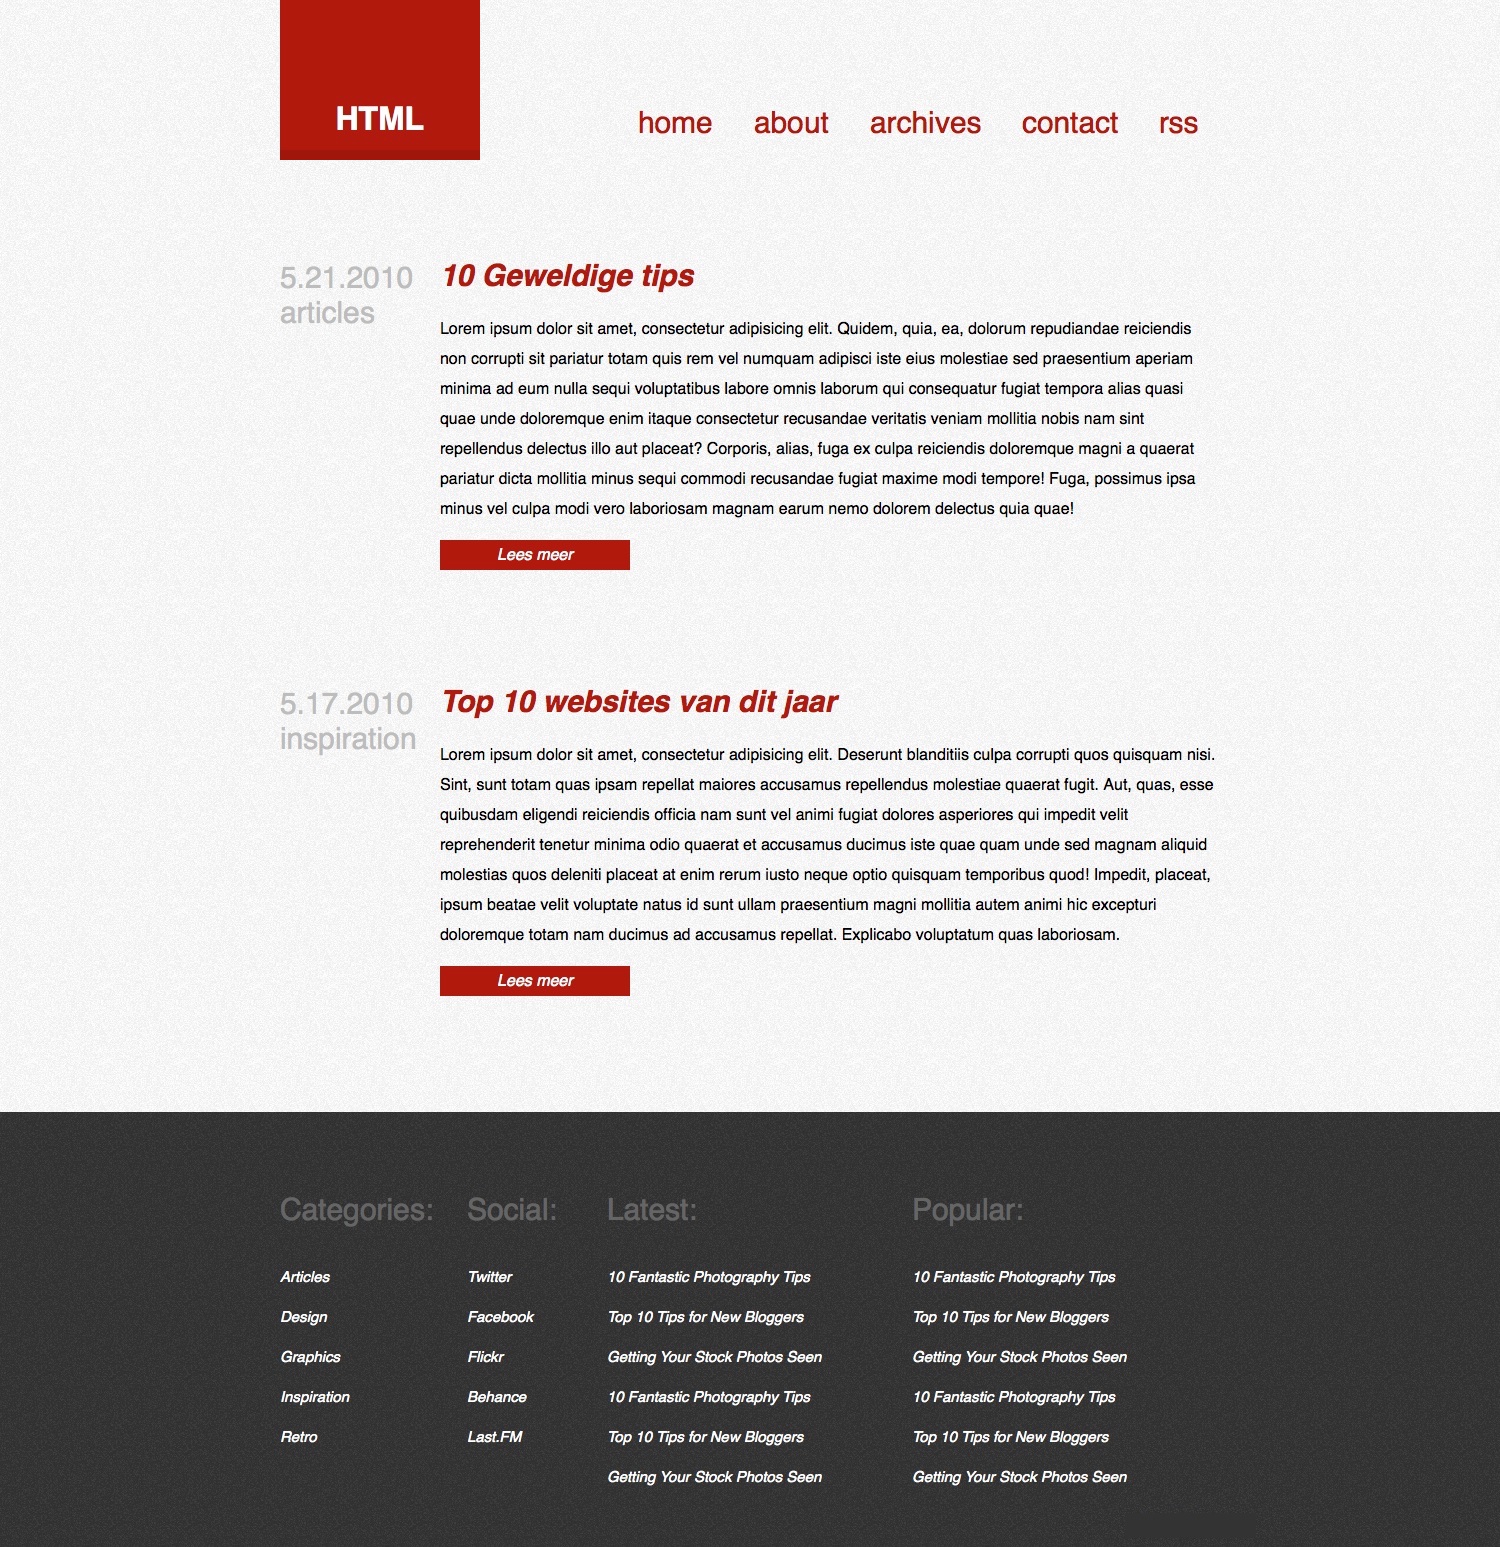 HTML
home about archives contact rss
5.21.2010
articles
10 Geweldige tips
Lorem ipsum dolor sit amet, consectetur adipisicing elit. Quidem, quia, ea, dolorum repudiandae reiciendis
non corrupti sit pariatur totam quis rem vel numquam adipisci iste eius molestiae sed praesentium aperiam
minima ad eum nulla sequi voluptatibus labore omnis laborum qui consequatur fugiat tempora alias quasi
quae unde doloremque enim itaque consectetur recusandae veritatis veniam mollitia nobis nam sint
repellendus delectus illo aut placeat? Corporis, alias, fuga ex culpa reiciendis doloremque magni a quaerat
pariatur dicta mollitia minus sequi commodi recusandae fugiat maxime modi tempore! Fuga, possimus ipsa
minus vel culpa modi vero laboriosam magnam earum nemo dolorem delectus quia quae!
Lees meer
5.17.2010
inspiration
Top 10 websites van dit jaar
Lorem ipsum dolor sit amet, consectetur adipisicing elit. Deserunt blanditiis culpa corrupti quos quisquam nisi.
Sint, sunt totam quas ipsam repellat maiores accusamus repellendus molestiae quaerat fugit. Aut, quas, esse
quibusdam eligendi reiciendis officia nam sunt vel animi fugiat dolores asperiores qui impedit velit
reprehenderit tenetur minima odio quaerat et accusamus ducimus iste quae quam unde sed magnam aliquid
molestias quos deleniti placeat at enim rerum iusto neque optio quisquam temporibus quod! Impedit, placeat,
ipsum beatae velit voluptate natus id sunt ullam praesentium magni mollitia autem animi hic excepturi
doloremque totam nam ducimus ad accusamus repellat. Explicabo voluptatum quas laboriosam.
Lees meer
Categories:
Articles
Design
Graphics
Inspiration
Retro
Social:
Twitter
Facebook
Flickr
Behance
Last.FM
Latest:
10 Fantastic Photography Tips
Top 10 Tips for New Bloggers
Getting Your Stock Photos Seen
10 Fantastic Photography Tips
Top 10 Tips for New Bloggers
Getting Your Stock Photos Seen
Popular:
10 Fantastic Photography Tips
Top 10 Tips for New Bloggers
Getting Your Stock Photos Seen
10 Fantastic Photography Tips
Top 10 Tips for New Bloggers
Getting Your Stock Photos Seen